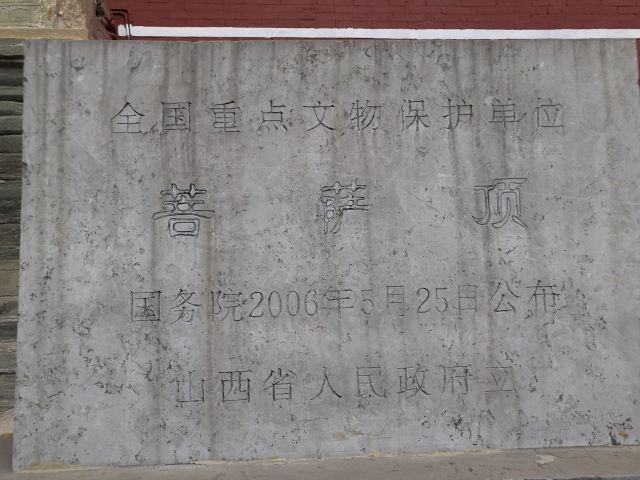 全国重点文物保护单位
菩萨顶
国务院2006年5月25日公布
山西省人民政府立